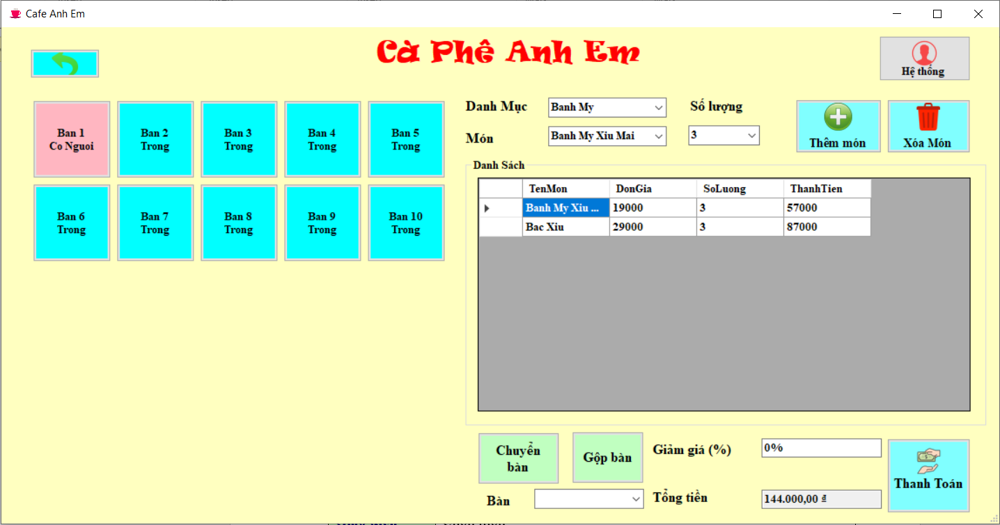 Cafe Anh Em
Cà Phê Anh Em
Hệ thống
Ban 1
Co Nguoi
Ban 2
Trong
Ban 3
Trong
Ban 4
Trong
Ban 5
Trong
Ban 6
Trong
Ban 7
Trong
Ban 8
Trong
Ban 9
Trong
Ban 10
Trong
Danh Mục
Banh My
Số lượng
Món
Banh My Xiu Mai
3
Thêm món
Xóa Món
Danh Sách
TenMon DonGia SoLuong ThanhTien
Banh My Xiu ... 19000 3 57000
Bac Xiu 29000 3 87000
Chuyển
bàn
Gộp bàn
Giảm giá (%)
0%
Bàn
Tổng tiền
144.000,00 ₫
Thanh Toán